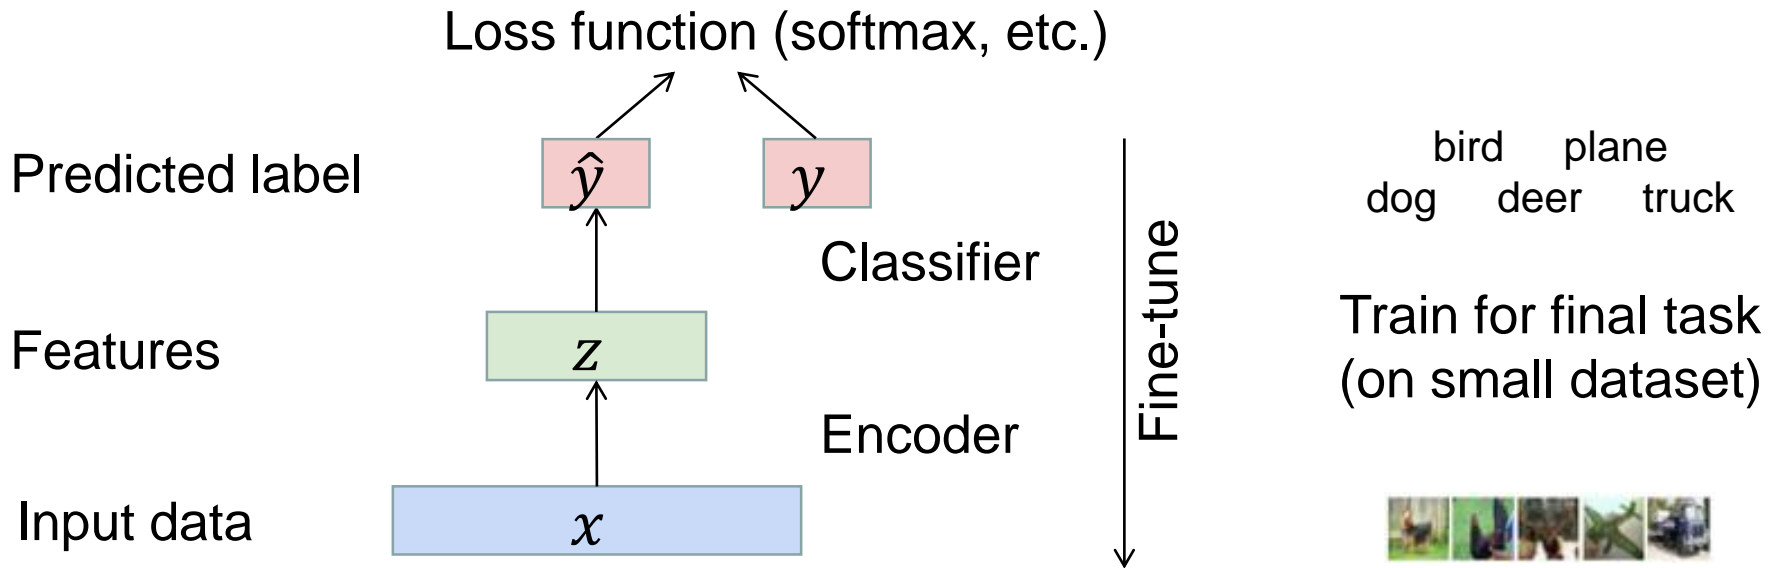 Loss function (softmax, etc.)
Predicted label
ŷ
y
bird plane
dog deer truck
Classifier
Features
z
Fine-tune
Train for final task
(on small dataset)
Encoder
Input data
x